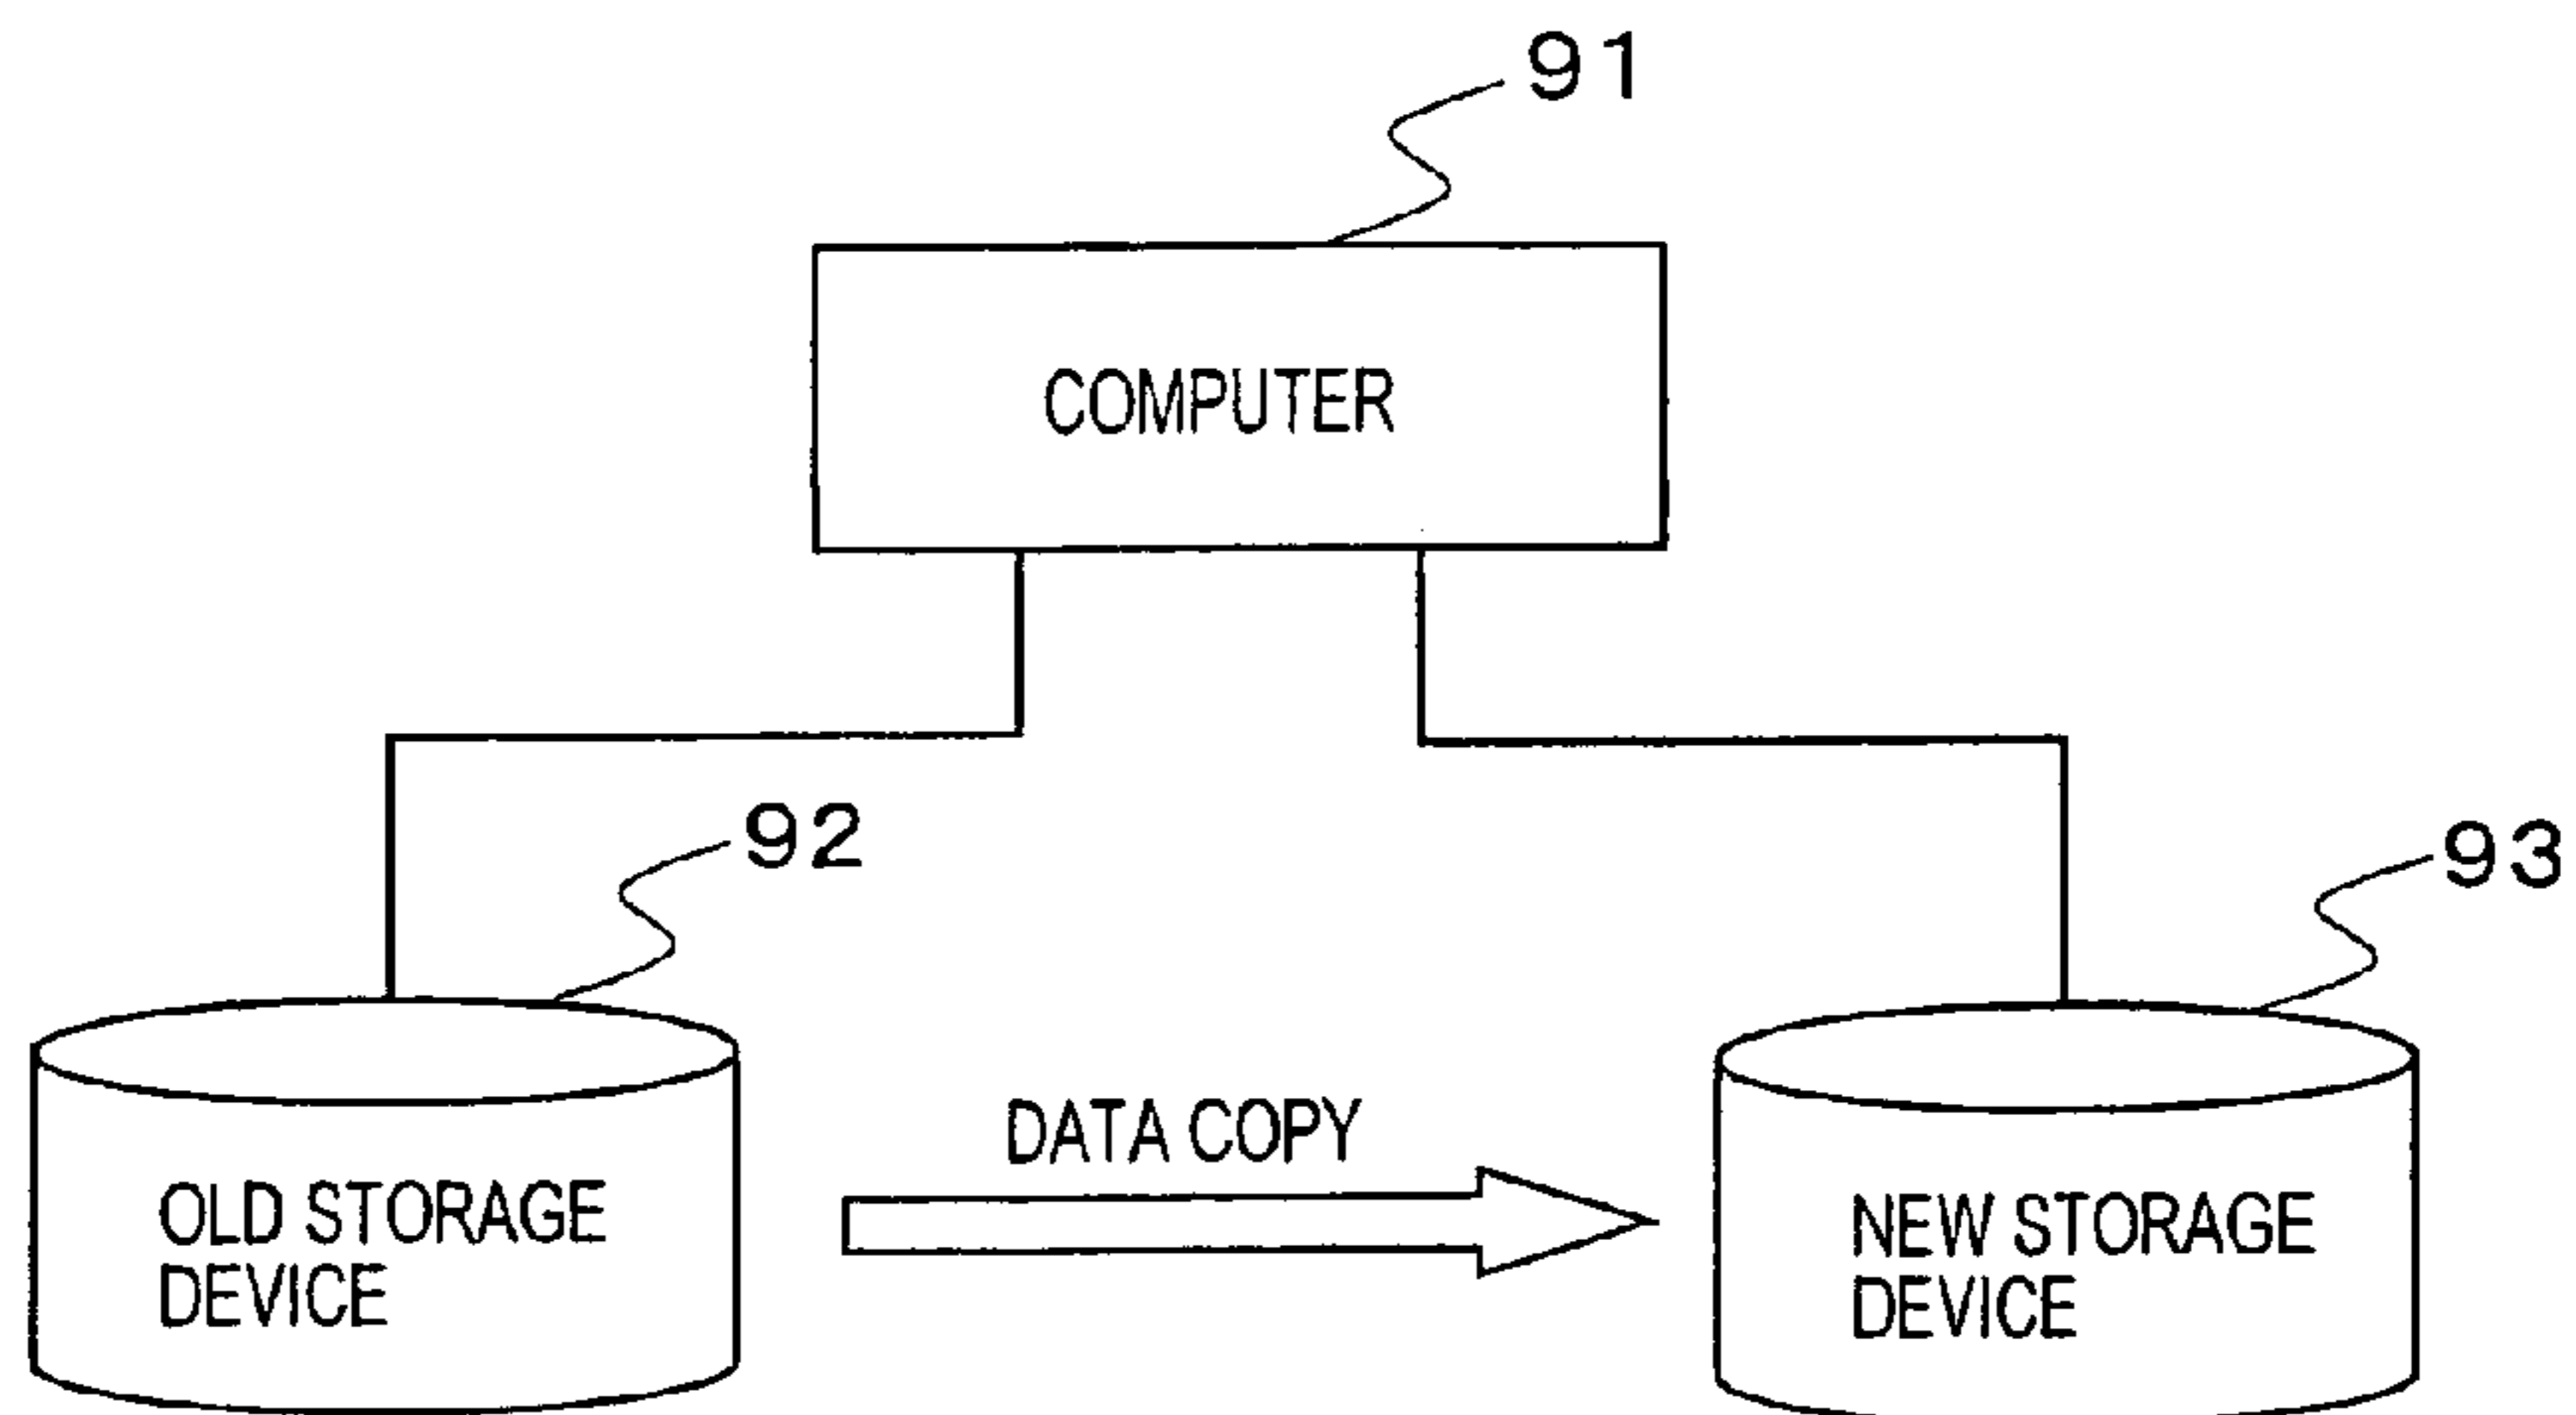 91
COMPUTER
92
93
DATA COPY
OLD STORAGE
DEVICE
NEW STORAGE
DEVICE